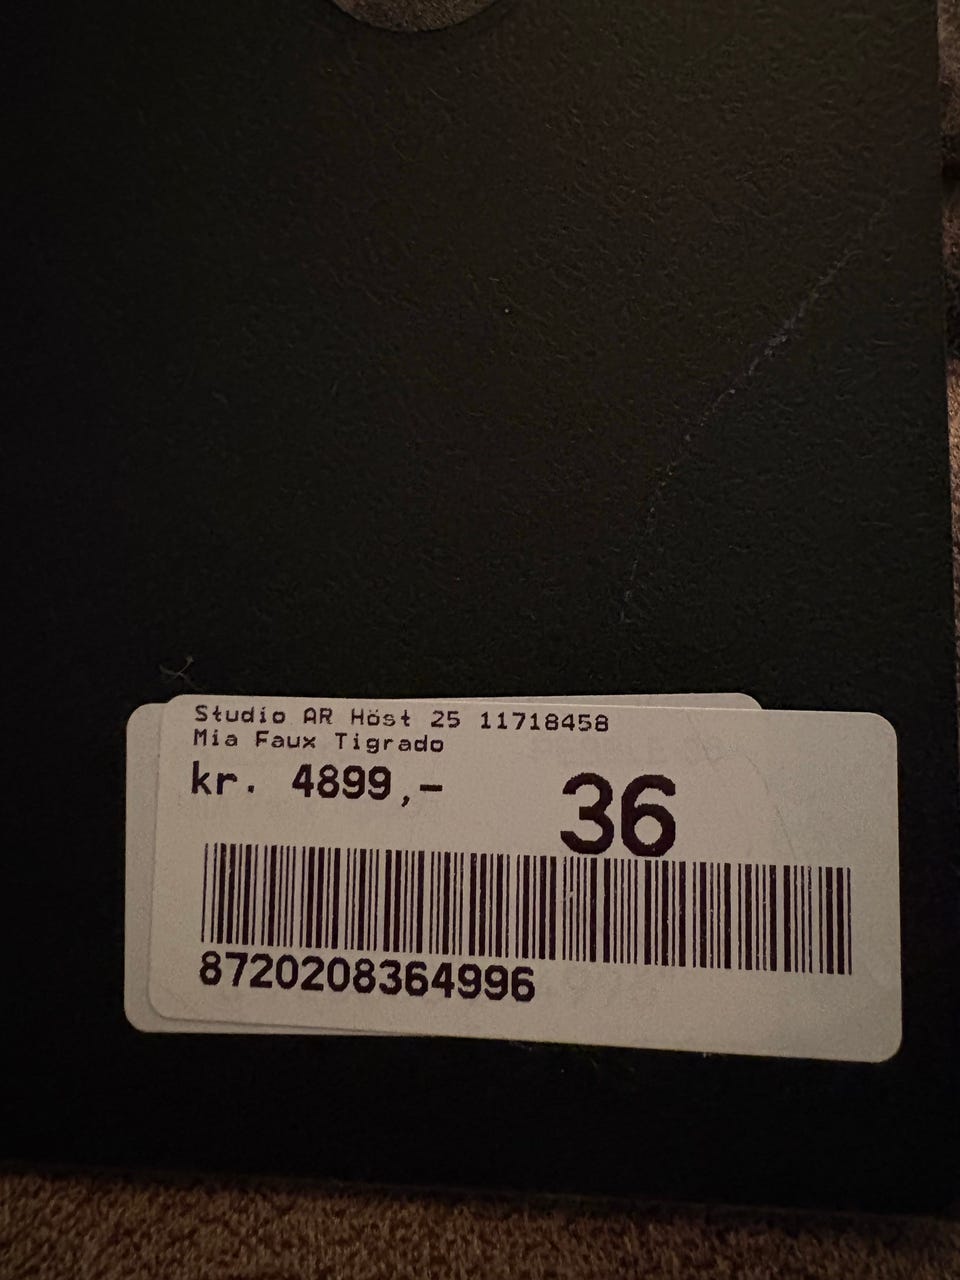 Studio AR Höst 25 11718458
Mia Faux Tigrado
kr. 4899,-
36
8720208364996